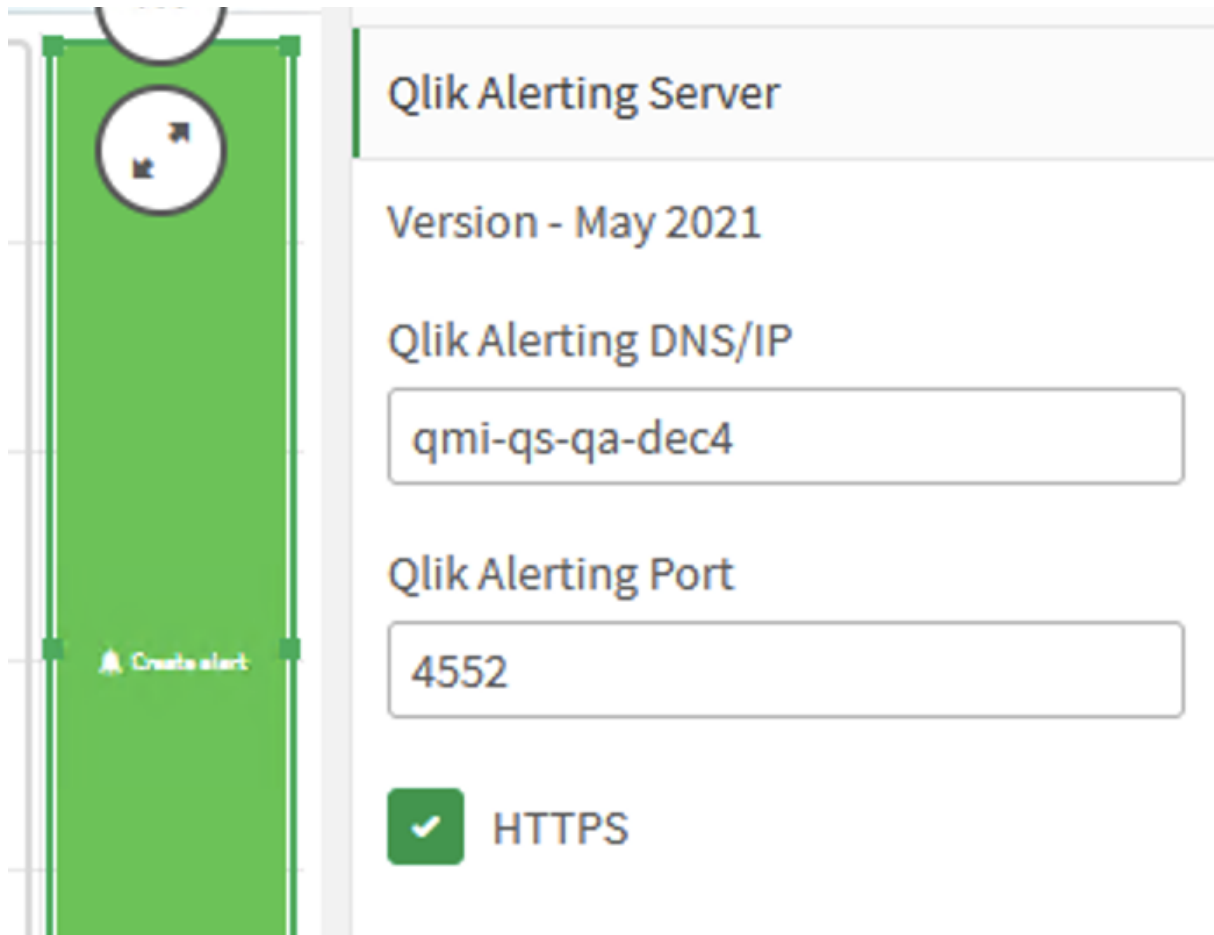 Qlik Alerting Server
Version - May 2021
Qlik Alerting DNS/IP
qmi-qs-qa-dec4
Qlik Alerting Port
4552
HTTPS
Create alert